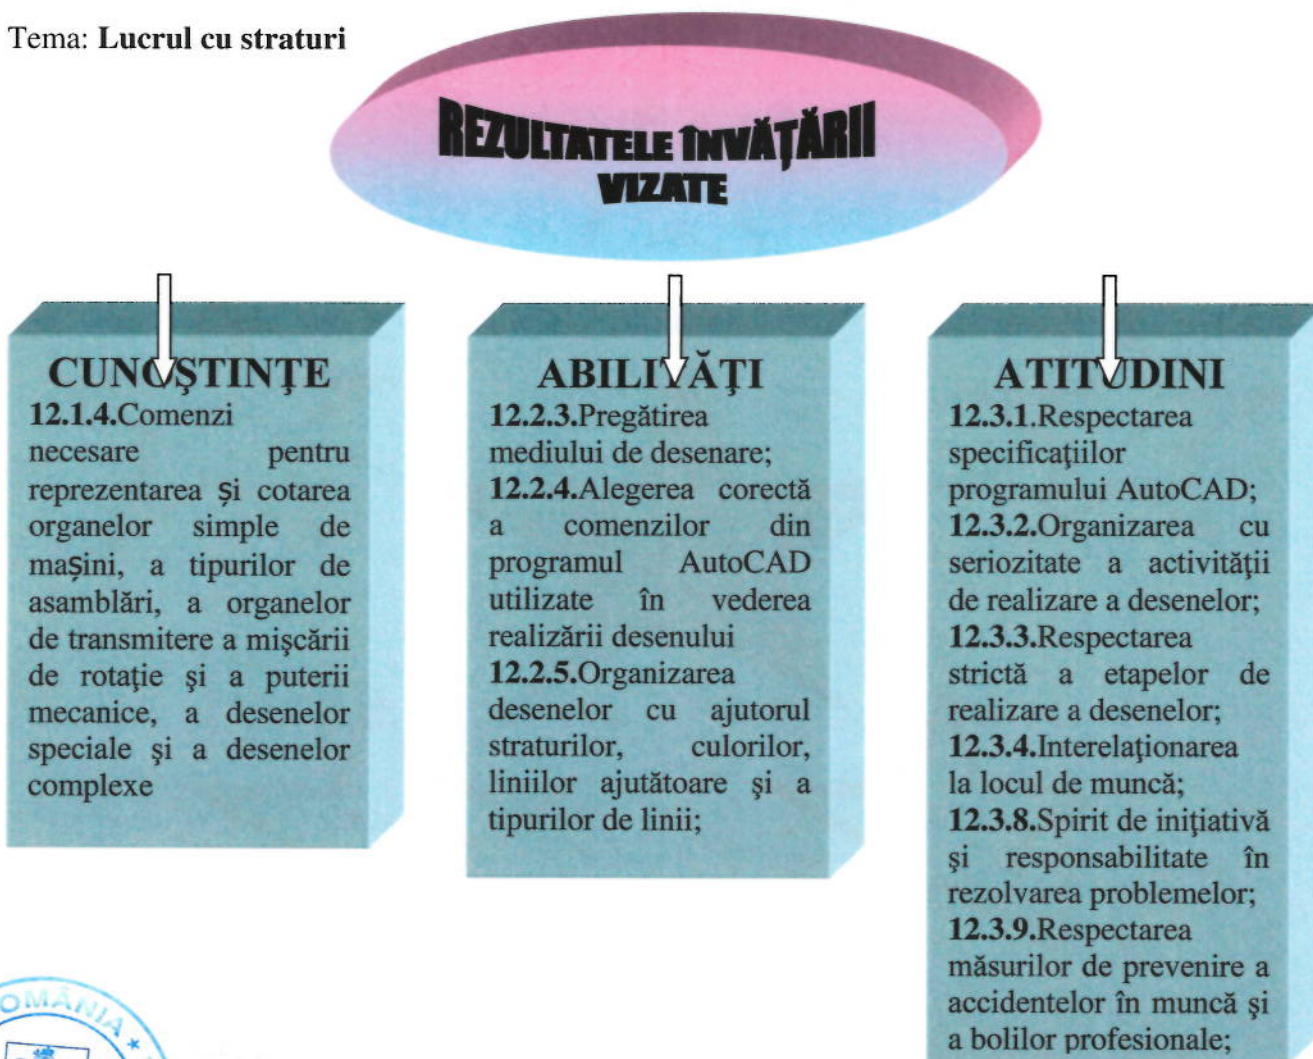 Tema: Lucrul cu straturi
REZULTATELE ÎNVĂŢĂRII
VIZATE
CUNOŞTINŢE
12.1.4.Comenzi
necesare pentru
reprezentarea și cotarea
organelor simple de
mașini, a tipurilor de
asamblări, a organelor
de transmitere a mişcării
de rotaţie şi a puterii
mecanice, a desenelor
speciale şi a desenelor
complexe
ABILITĂŢI
12.2.3.Pregătirea
mediului de desenare;
12.2.4.Alegerea corectă
a comenzilor din
programul AutoCAD
utilizate în vederea
realizării desenului
12.2.5.Organizarea
desenelor cu ajutorul
straturilor, culorilor,
liniilor ajutătoare şi a
tipurilor de linii;
ATITUDINI
12.3.1.Respectarea
specificaţiilor
programului AutoCAD;
12.3.2.Organizarea cu
seriozitate a activităţii
de realizare a desenelor;
12.3.3.Respectarea
strictă a etapelor de
realizare a desenelor;
12.3.4.Interelaţionarea
la locul de muncă;
12.3.8.Spirit de iniţiativă
şi responsabilitate în
rezolvarea problemelor;
12.3.9.Respectarea
măsurilor de prevenire a
accidentelor în muncă şi
a bolilor profesionale;
OMÂNIA *